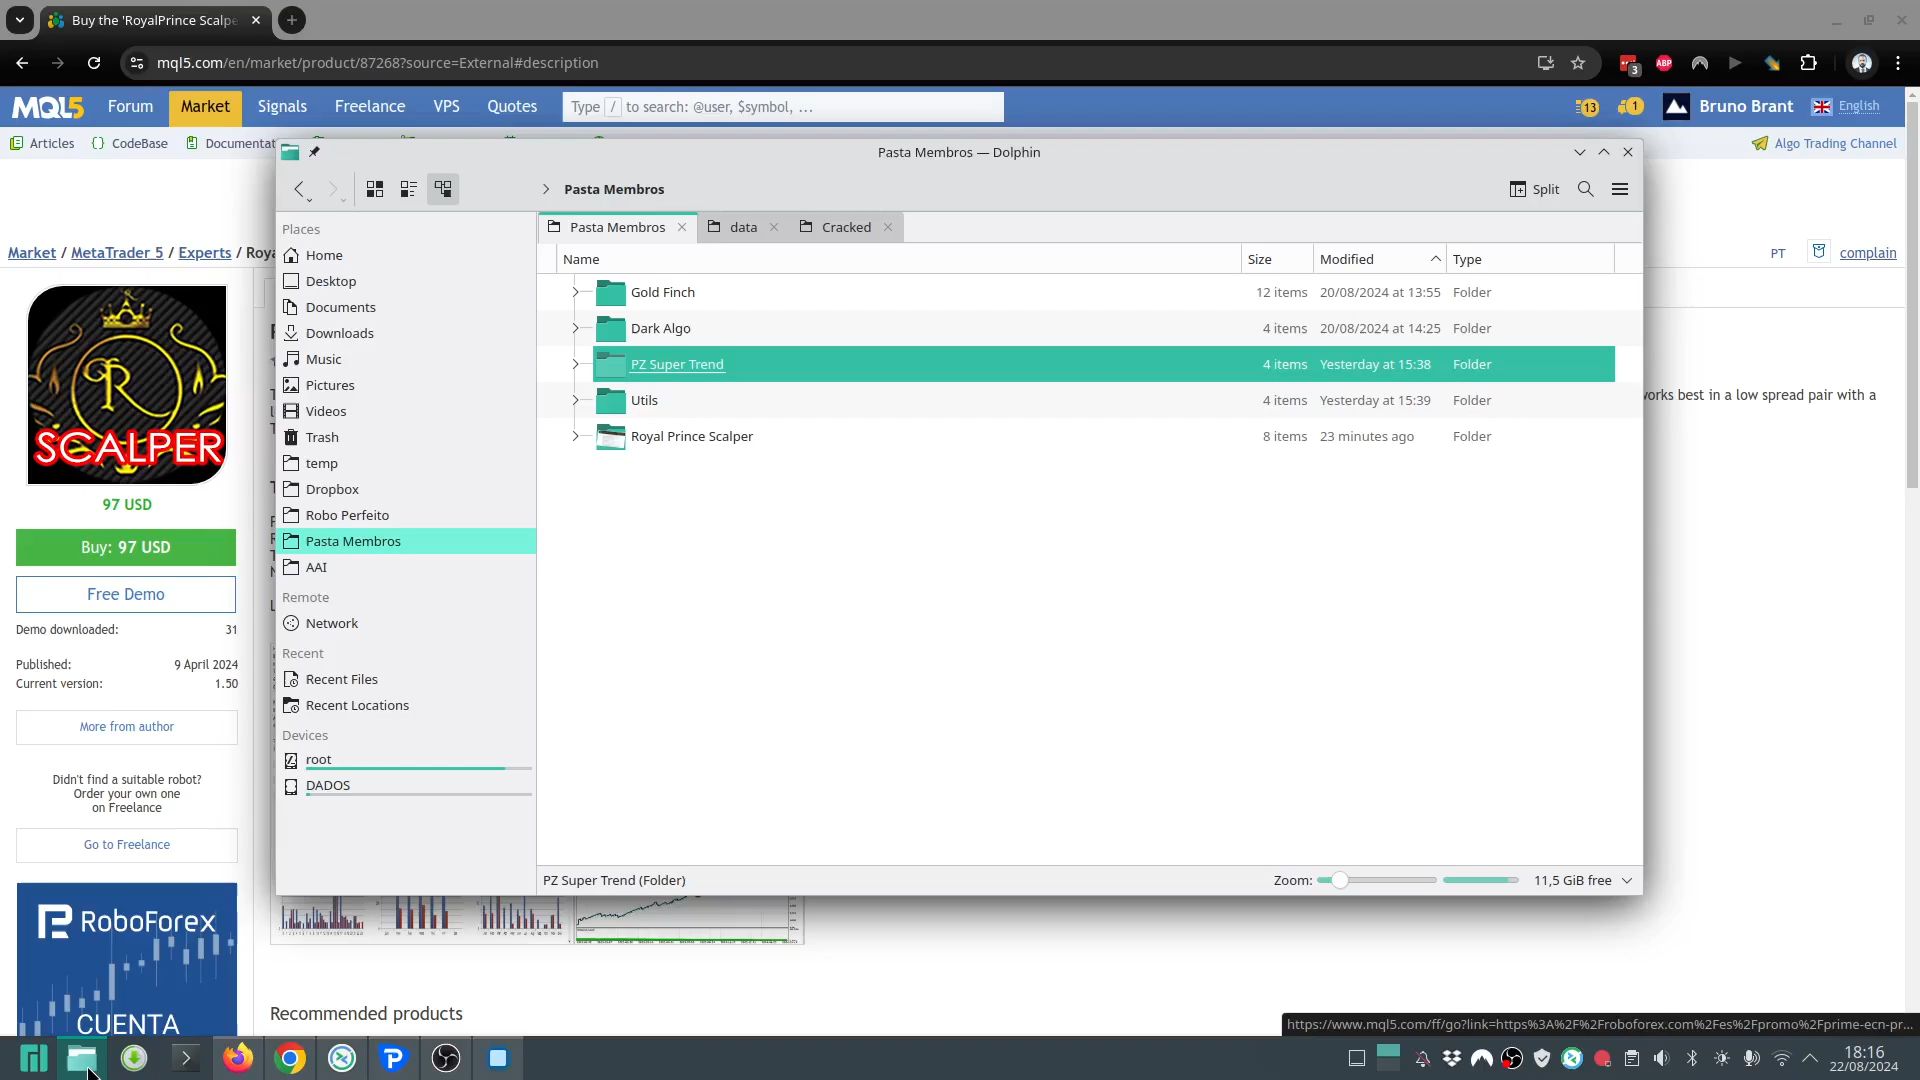 Buy the 'RoyalPrince Scalpe
mql5.com/en/market/product/87268?source=External#description
3
ABP
MQL5
Forum
Market
Signals
Freelance
VPS
Quotes
Type / to search: @user, $symbol, ...
13
1
Bruno Brant
English
Articles
CodeBase
Documentat
Algo Trading Channel
Pasta Membros — Dolphin
Pasta Membros
Split
Market / MetaTrader 5 / Experts / Roya
PT
complain
Places
Home
Desktop
Documents
Downloads
Music
Pictures
Videos
Trash
temp
Dropbox
Robo Perfeito
Pasta Membros
AAI
Remote
Network
Recent
Recent Files
Recent Locations
Devices
root
DADOS
Pasta Membros
data
Cracked
Name Size Modified Type
Gold Finch 12 items 20/08/2024 at 13:55 Folder
Dark Algo 4 items 20/08/2024 at 14:25 Folder
PZ Super Trend 4 items Yesterday at 15:38 Folder
Utils 4 items Yesterday at 15:39 Folder
Royal Prince Scalper 8 items 23 minutes ago Folder
PZ Super Trend (Folder)
Zoom:
11,5 GiB free
works best in a low spread pair with a
R
SCALPER
97 USD
Buy: 97 USD
Free Demo
Demo downloaded: 31
Published: 9 April 2024
Current version: 1.50
More from author
Didn't find a suitable robot?
Order your own one
on Freelance
Go to Freelance
RoboForex
CUENTA
Recommended products
https://www.mql5.com/ff/go?link=https%3A%2F%2Froboforex.com%2Fes%2Fpromo%2Fprime-ecn-pr...
18:16
22/08/2024